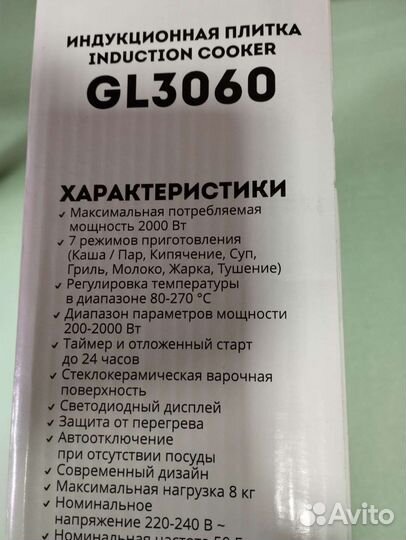 ИНДУКЦИОННАЯ ПЛИТКА
INDUCTION COOKER
GL3060
ХАРАКТЕРИСТИКИ
✓ Максимальная потребляемая
мощность 2000 Вт
✓ 7 режимов приготовления
(Каша / Пар, Кипячение, Суп,
Гриль, Молоко, Жарка, Тушение)
✓ Регулировка температуры
в диапазоне 80-270 °С
✓ Диапазон параметров мощности
200-2000 Вт
✓ Таймер и отложенный старт
до 24 часов
✓ Стеклокерамическая варочная
поверхность
✓ Светодиодный дисплей
✓ Защита от перегрева
✓ Автоотключение
при отсутствии посуды
✓ Современный дизайн
✓ Максимальная нагрузка 8 кг
✓ Номинальное
напряжение 220-240 В ~
✓ Номинальная частота 50
Avito